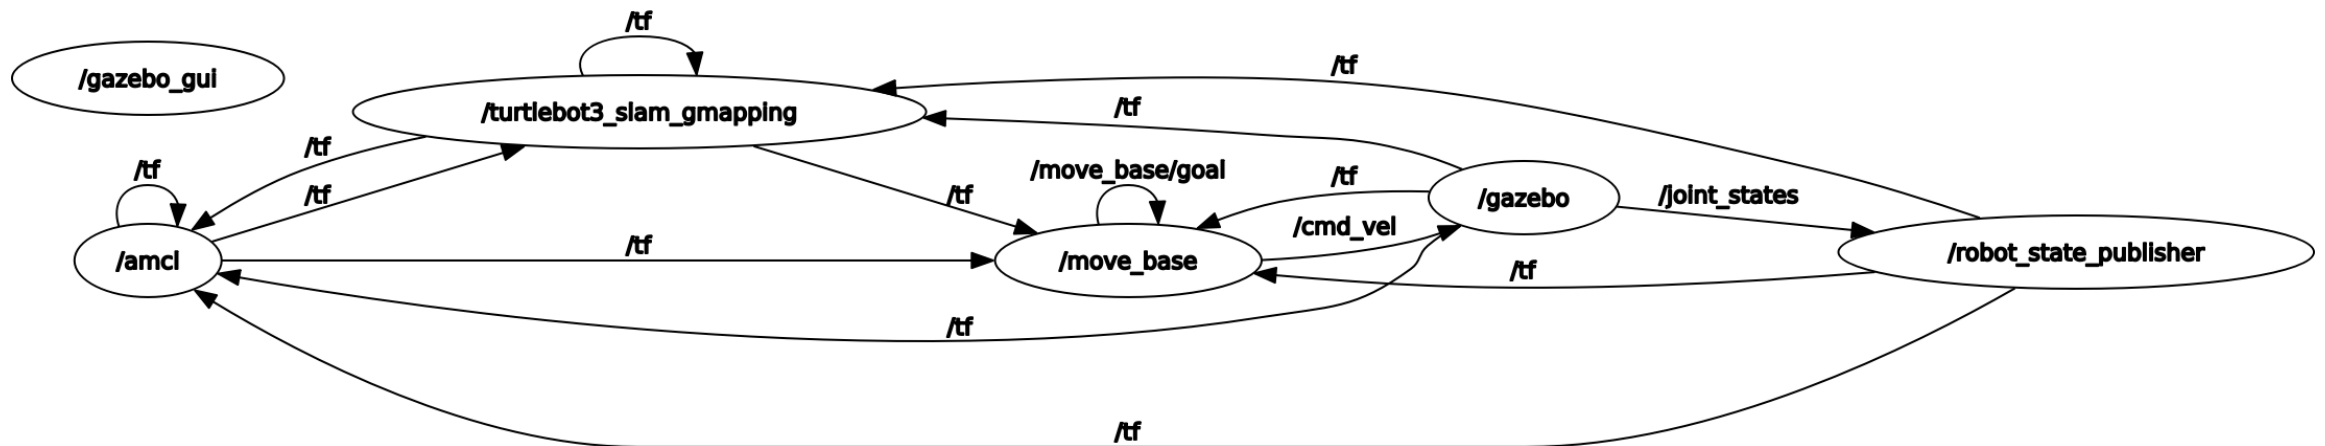 /tf
/gazebo_gui
/tf
/turtlebot3_slam_gmapping
/tf
/tf
/tf
/tf
/tf
/move_base/goal
/tf
/gazebo
/joint_states
/cmd_vel
/amcl
/tf
/move_base
/robot_state_publisher
/tf
/tf
/tf